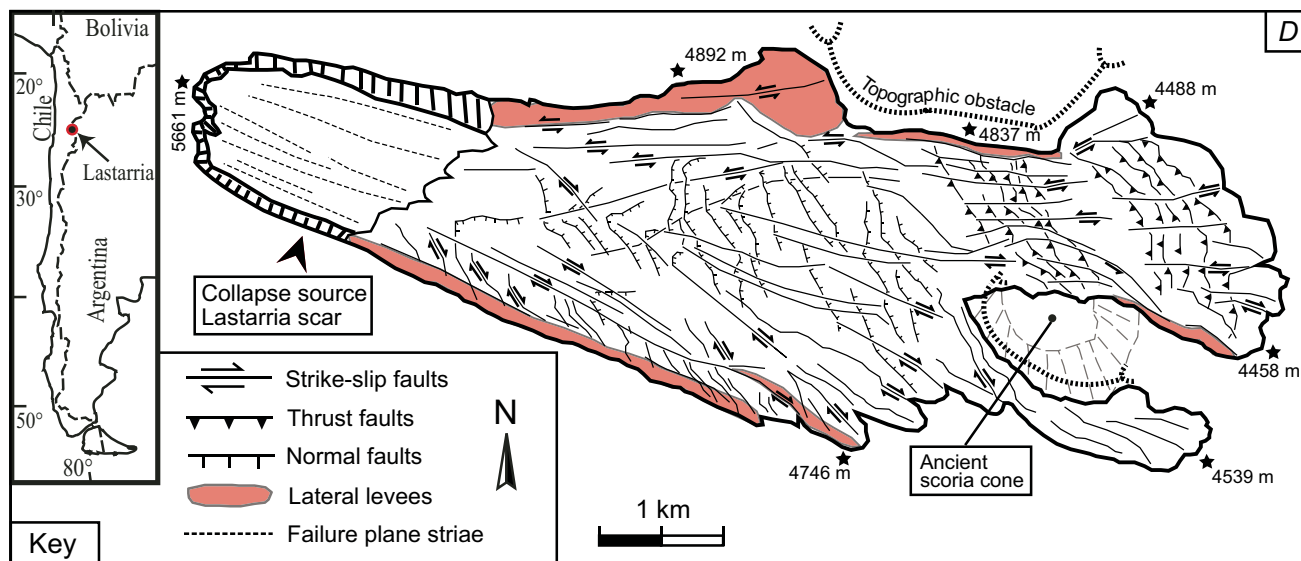 Bolivia
20°
Chile
Lastarria
30°
Argentina
50°
80°
5661 m
4892 m
Topographic obstacle
4837 m
4488 m
D
Collapse source
Lastarria scar
Strike-slip faults
Thrust faults
Normal faults
Lateral levees
Failure plane striae
Key
N
1 km
4746 m
Ancient
scoria cone
4458 m
4539 m